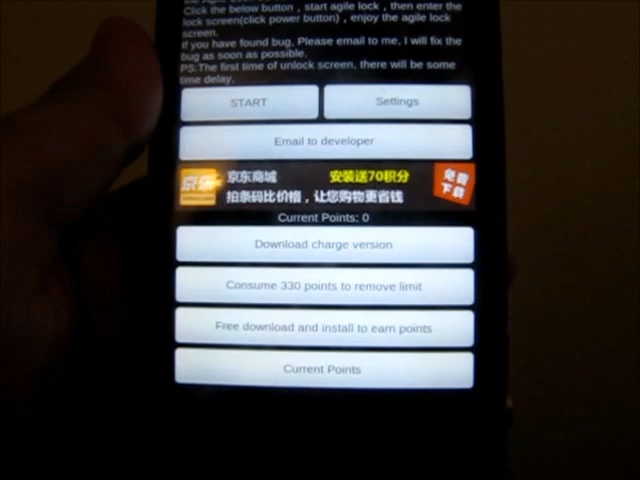 Click the below button , start agile lock , then enter the
lock screen(click power button) , enjoy the agile lock
screen.
If you have found bug, Please email to me, I will fix the
bug as soon as possible.
PS:The first time of unlock screen, there will be some
time delay.
START
Settings
Email to developer
京东
京东商城
安装送70积分
拍条码比价格，让您购物更省钱
免费
下载
Current Points: 0
Download charge version
Consume 330 points to remove limit
Free download and install to earn points
Current Points